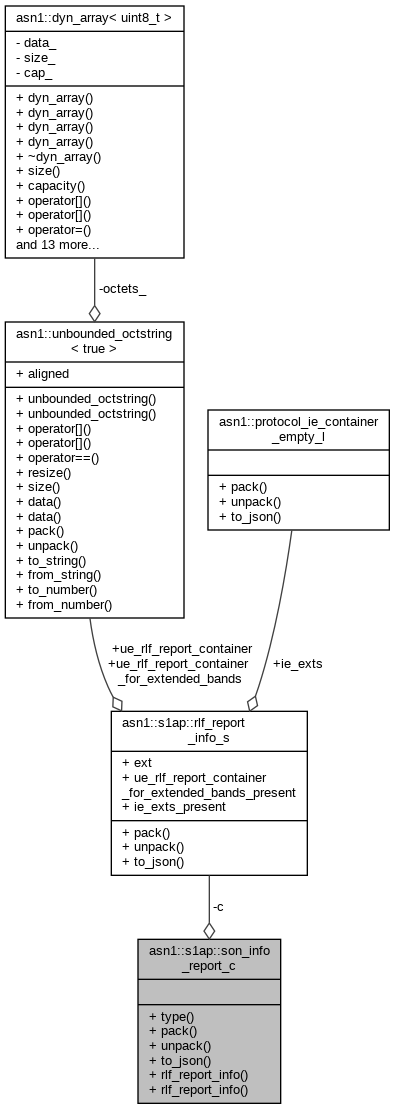 asn1::dyn_array< uint8_t >
- data_
- size_
- cap_
+ dyn_array()
+ dyn_array()
+ dyn_array()
+ dyn_array()
+ ~dyn_array()
+ size()
+ capacity()
+ operator[]()
+ operator[]()
+ operator=()
and 13 more...
-octets_
asn1::unbounded_octstring
< true >
+ aligned
+ unbounded_octstring()
+ unbounded_octstring()
+ operator[]()
+ operator[]()
+ operator==()
+ resize()
+ size()
+ data()
+ data()
+ pack()
+ unpack()
+ to_string()
+ from_string()
+ to_number()
+ from_number()
asn1::protocol_ie_container
_empty_l
+ pack()
+ unpack()
+ to_json()
+ue_rlf_report_container
+ue_rlf_report_container
_for_extended_bands
+ie_exts
asn1::s1ap::rlf_report
_info_s
+ ext
+ ue_rlf_report_container
_for_extended_bands_present
+ ie_exts_present
+ pack()
+ unpack()
+ to_json()
-c
asn1::s1ap::son_info
_report_c
+ type()
+ pack()
+ unpack()
+ to_json()
+ rlf_report_info()
+ rlf_report_info()